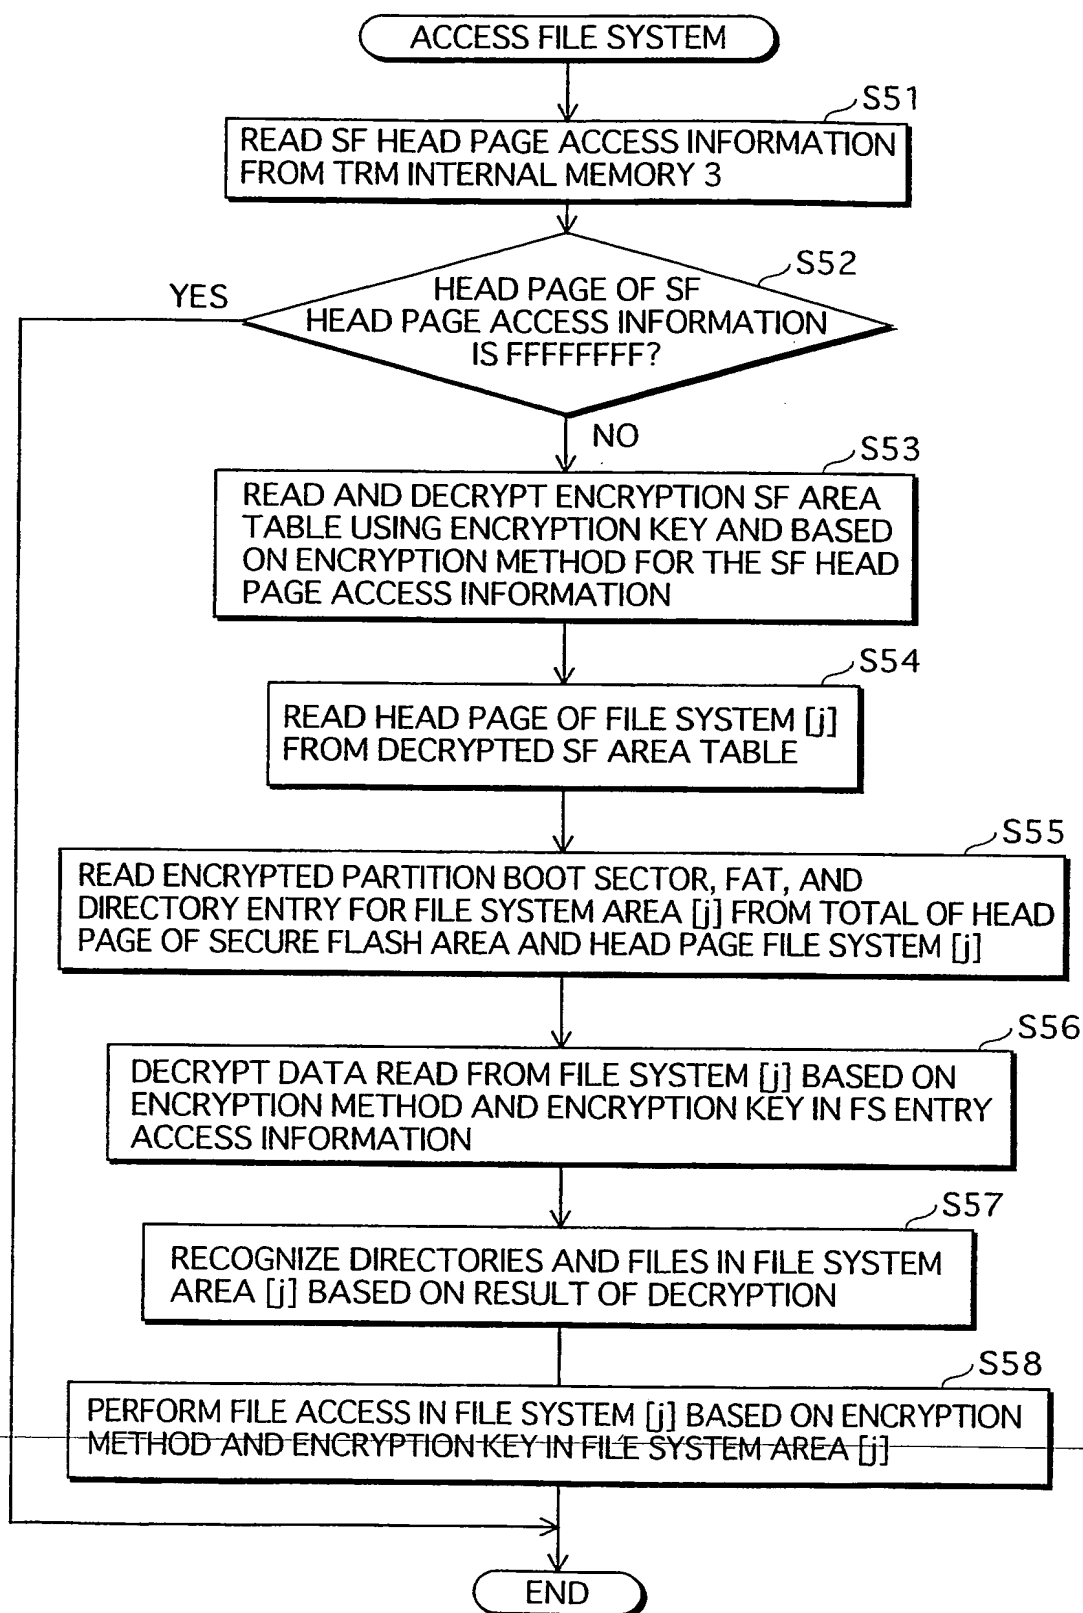 ACCESS FILE SYSTEM
S51
READ SF HEAD PAGE ACCESS INFORMATION
FROM TRM INTERNAL MEMORY 3
S52
YES
HEAD PAGE OF SF
HEAD PAGE ACCESS INFORMATION
IS FFFFFFFF?
NO
S53
READ AND DECRYPT ENCRYPTION SF AREA
TABLE USING ENCRYPTION KEY AND BASED
ON ENCRYPTION METHOD FOR THE SF HEAD
PAGE ACCESS INFORMATION
S54
READ HEAD PAGE OF FILE SYSTEM [j]
FROM DECRYPTED SF AREA TABLE
S55
READ ENCRYPTED PARTITION BOOT SECTOR, FAT, AND
DIRECTORY ENTRY FOR FILE SYSTEM AREA [j] FROM TOTAL OF HEAD
PAGE OF SECURE FLASH AREA AND HEAD PAGE FILE SYSTEM [j]
S56
DECRYPT DATA READ FROM FILE SYSTEM [j] BASED ON
ENCRYPTION METHOD AND ENCRYPTION KEY IN FS ENTRY
ACCESS INFORMATION
S57
RECOGNIZE DIRECTORIES AND FILES IN FILE SYSTEM
AREA [j] BASED ON RESULT OF DECRYPTION
S58
PERFORM FILE ACCESS IN FILE SYSTEM [j] BASED ON ENCRYPTION
METHOD AND ENCRYPTION KEY IN FILE SYSTEM AREA [j]
END